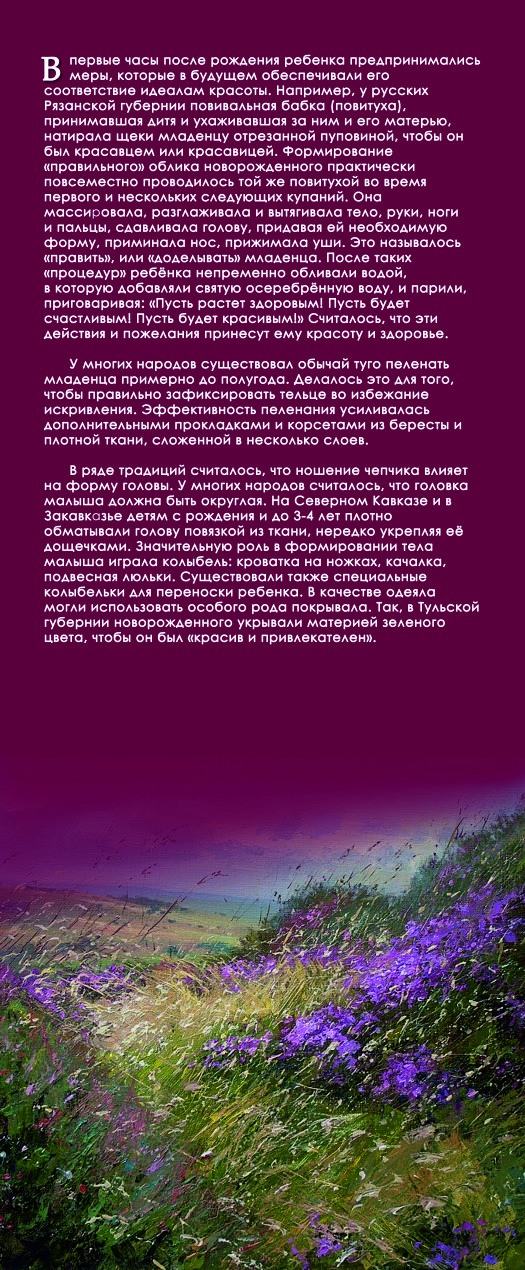 В первые часы после рождения ребенка предпринимались
меры, которые в будущем обеспечивали его
соответствие идеалам красоты. Например, у русских
Рязанской губернии повивальная бабка (повитуха),
принимавшая дитя и ухаживавшая за ним и его матерью,
натирала щеки младенцу отрезанной пуповиной, чтобы он
был красавцем или красавицей. Формирование
«правильного» облика новорожденного практически
повсеместно проводилось той же повитухой во время
первого и нескольких следующих купаний. Она
массировала, разглаживала и вытягивала тело, руки, ноги
и пальцы, сдавливала голову, придавая ей необходимую
форму, приминала нос, прижимала уши. Это называлось
«править», или «доделывать» младенца. После таких
«процедур» ребёнка непременно обливали водой,
в которую добавляли святую осеребрённую воду, и парили,
приговаривая: «Пусть растет здоровым! Пусть будет
счастливым! Пусть будет красивым!» Считалось, что эти
действия и пожелания принесут ему красоту и здоровье.
У многих народов существовал обычай туго пеленать
младенца примерно до полугода. Делалось это для того,
чтобы правильно зафиксировать тельце во избежание
искривления. Эффективность пеленания усиливалась
дополнительными прокладками и корсетами из бересты и
плотной ткани, сложенной в несколько слоев.
В ряде традиций считалось, что ношение чепчика влияет
на форму головы. У многих народов считалось, что головка
малыша должна быть округлая. На Северном Кавказе и в
Закавказье детям с рождения и до 3-4 лет плотно
обматывали голову повязкой из ткани, нередко укрепляя её
дощечками. Значительную роль в формировании тела
малыша играла колыбель: кроватка на ножках, качалка,
подвесная люльки. Существовали также специальные
колыбельки для переноски ребенка. В качестве одеяла
могли использовать особого рода покрывала. Так, в Тульской
губернии новорожденного укрывали материей зеленого
цвета, чтобы он был «красив и привлекателен».